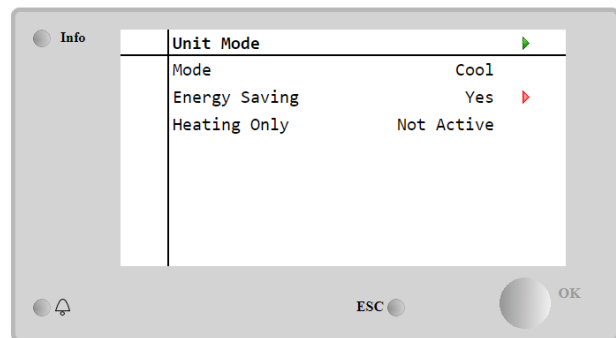 Info
Unit Mode
Mode Cool
Energy Saving Yes
Heating Only Not Active
ESC
OK